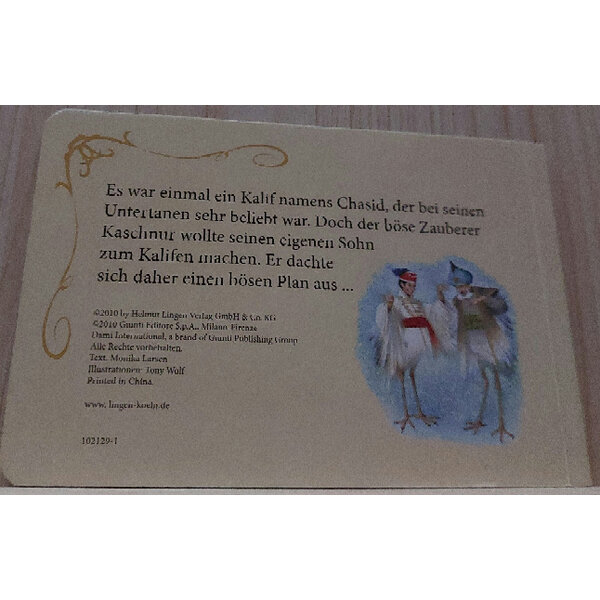 Es war einmal ein Kalif namens Chasid, der bei seinen
Untertanen sehr beliebt war. Doch der böse Zauberer
Kaschnur wollte seinen eigenen Sohn
zum Kalifen machen. Er dachte
sich daher einen bösen Plan aus ...
©2010 by Helmut Lingen Verlag GmbH & Co. KG
©2010 Giunti Editore S.p.A., Milano, Firenze
Dami International, a brand of Giunti Publishing Group
Alle Rechte vorbehalten.
Text: Monika Larsen
Illustrationen: Tony Wolf
Printed in China.
www.lingen-koeln.de
102129-1